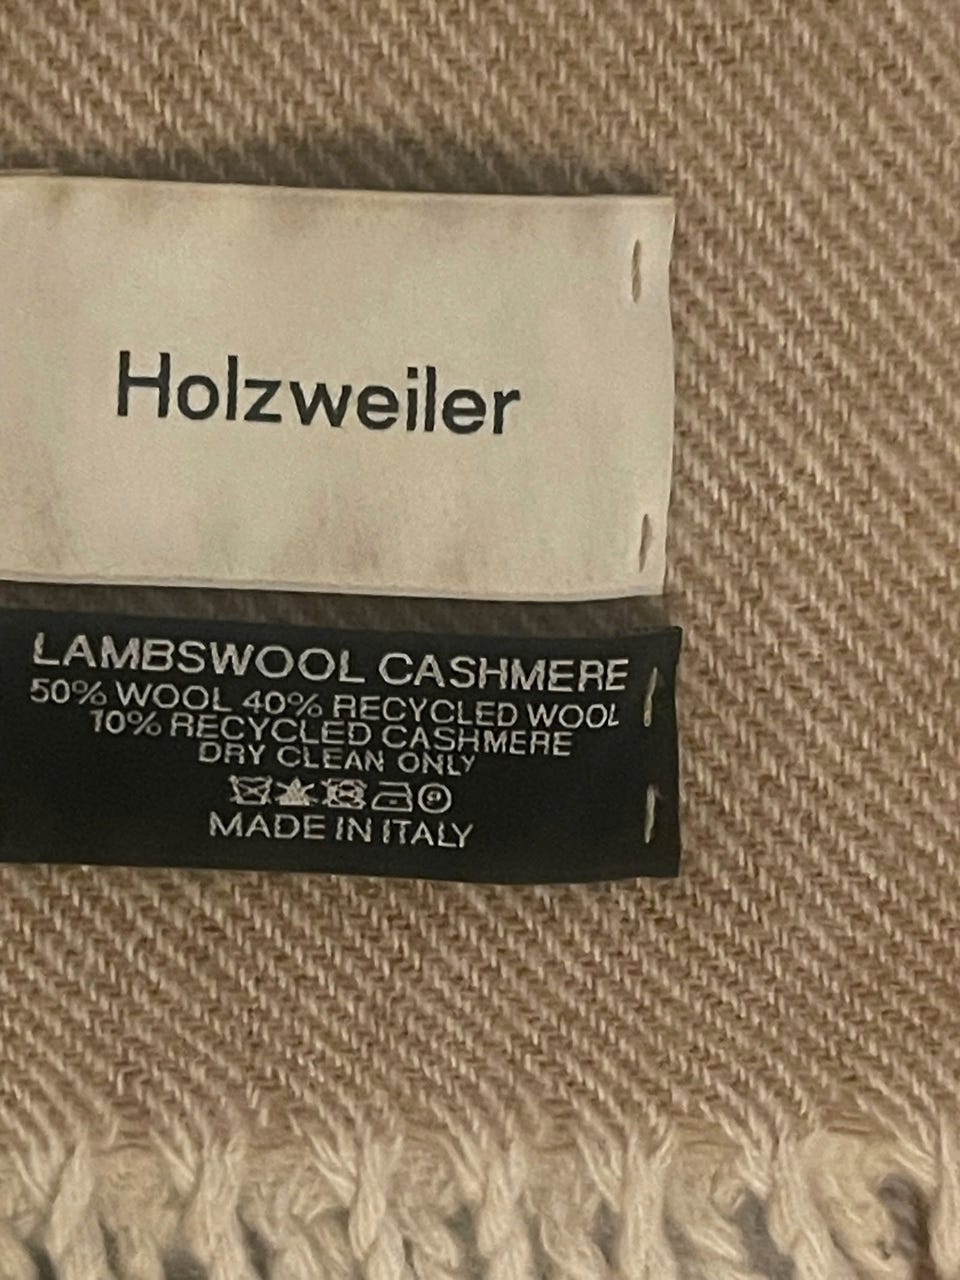 Holzweiler
LAMBSWOOL CASHMERE
50% WOOL 40% RECYCLED WOOL
10% RECYCLED CASHMERE
DRY CLEAN ONLY
MADE IN ITALY